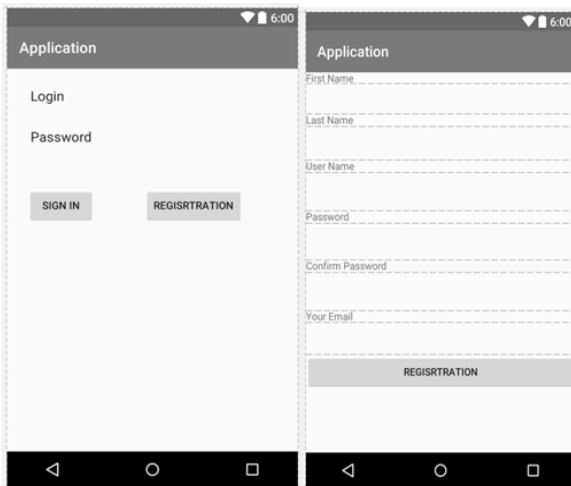 6:00
Application
Login
Password
SIGN IN REGISRTRATION
6:00
Application
First Name
Last Name
User Name
Password
Confirm Password
Your Email
REGISRTRATION